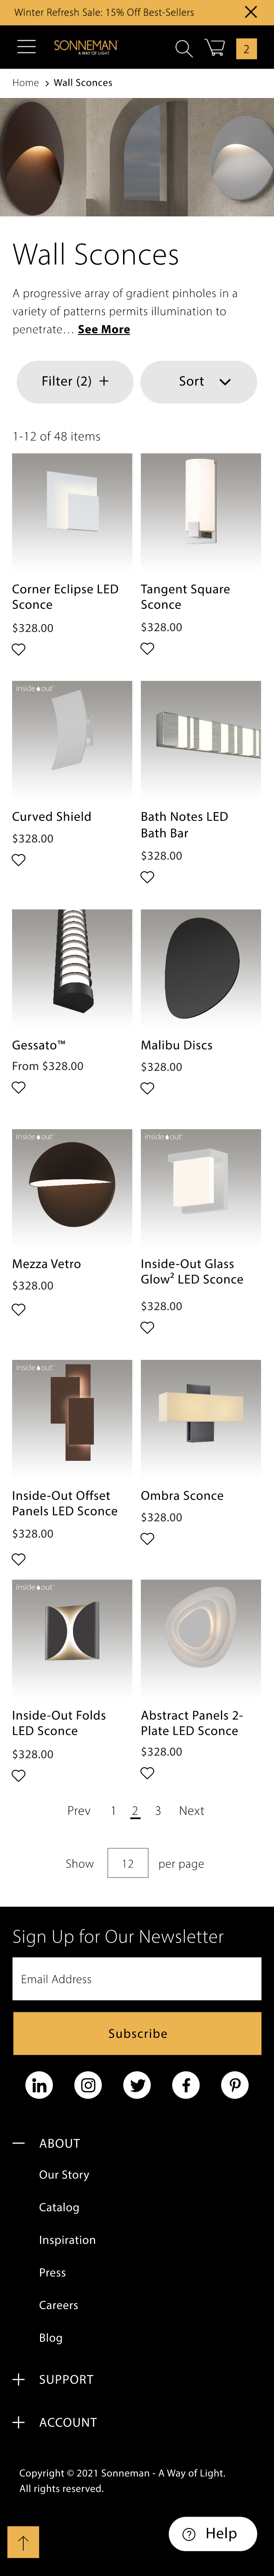 Winter Refresh Sale: 15% Off Best-Sellers
SONNEMAN
A WAY OF LIGHT
2
Home > Wall Sconces
Wall Sconces
A progressive array of gradient pinholes in a
variety of patterns permits illumination to
penetrate… See More
Filter (2) +
Sort
1-12 of 48 items
Corner Eclipse LED
Sconce
$328.00
Tangent Square
Sconce
$328.00
inside out
Curved Shield
$328.00
Bath Notes LED
Bath Bar
$328.00
Gessato™
From $328.00
Malibu Discs
$328.00
inside out
Mezza Vetro
$328.00
inside out
Inside-Out Glass
Glow² LED Sconce
$328.00
inside out
Inside-Out Offset
Panels LED Sconce
$328.00
Ombra Sconce
$328.00
inside out
Inside-Out Folds
LED Sconce
$328.00
Abstract Panels 2-
Plate LED Sconce
$328.00
Prev 1 2 3 Next
Show 12 per page
Sign Up for Our Newsletter
Email Address
Subscribe
ABOUT
Our Story
Catalog
Inspiration
Press
Careers
Blog
SUPPORT
ACCOUNT
Copyright © 2021 Sonneman - A Way of Light.
All rights reserved.
Help